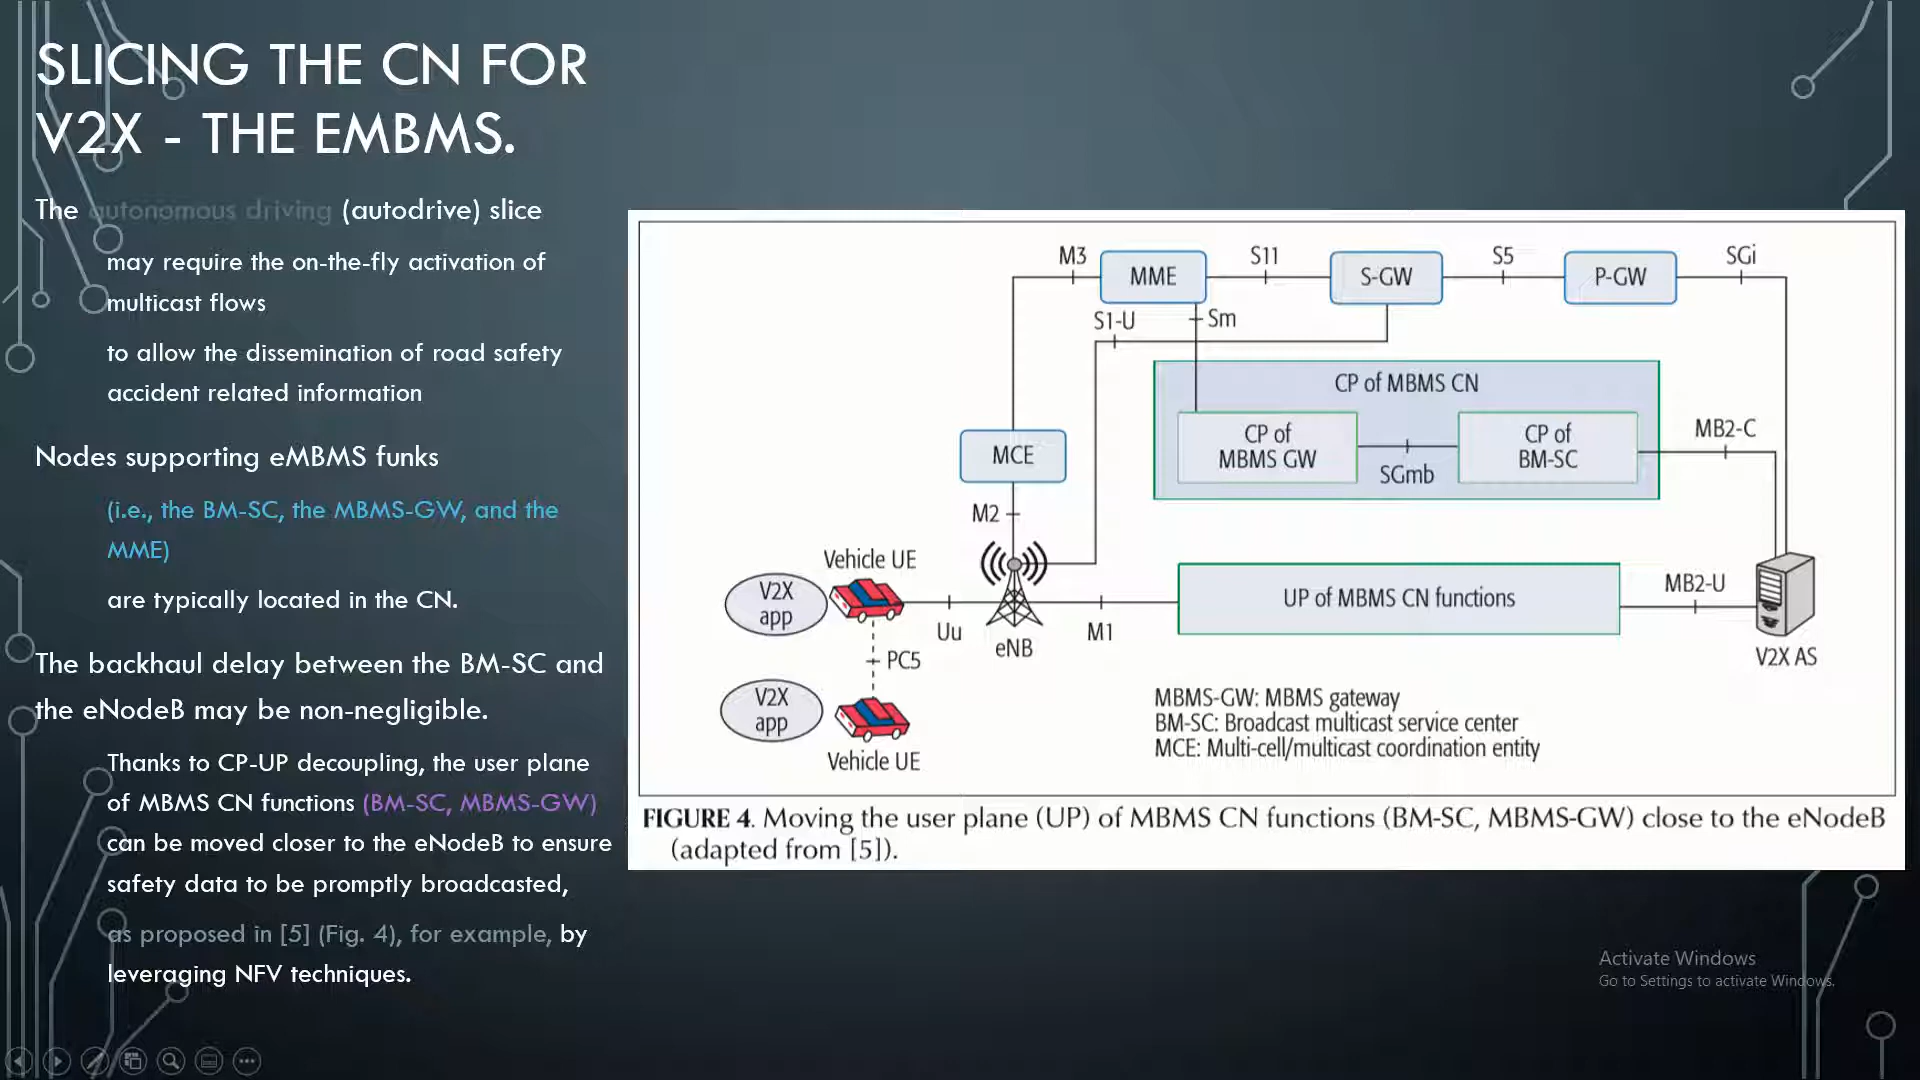 SLICING THE CN FOR
V2X - THE EMBMS.
The autonomous driving (autodrive) slice
may require the on-the-fly activation of
multicast flows
to allow the dissemination of road safety
accident related information
Nodes supporting eMBMS funks
(i.e., the BM-SC, the MBMS-GW, and the
MME)
are typically located in the CN.
The backhaul delay between the BM-SC and
the eNodeB may be non-negligible.
Thanks to CP-UP decoupling, the user plane
of MBMS CN functions (BM-SC, MBMS-GW)
can be moved closer to the eNodeB to ensure
safety data to be promptly broadcasted,
as proposed in [5] (Fig. 4), for example, by
leveraging NFV techniques.
M3
MME
S11
S-GW
S5
P-GW
SGi
S1-U
Sm
CP of MBMS CN
CP of
MBMS GW
SGmb
CP of
BM-SC
MB2-C
MCE
M2
Vehicle UE
V2X
app
Uu
eNB
M1
UP of MBMS CN functions
MB2-U
V2X AS
PC5
V2X
app
Vehicle UE
MBMS-GW: MBMS gateway
BM-SC: Broadcast multicast service center
MCE: Multi-cell/multicast coordination entity
FIGURE 4. Moving the user plane (UP) of MBMS CN functions (BM-SC, MBMS-GW) close to the eNodeB
(adapted from [5]).
Activate Windows
Go to Settings to activate Windows.